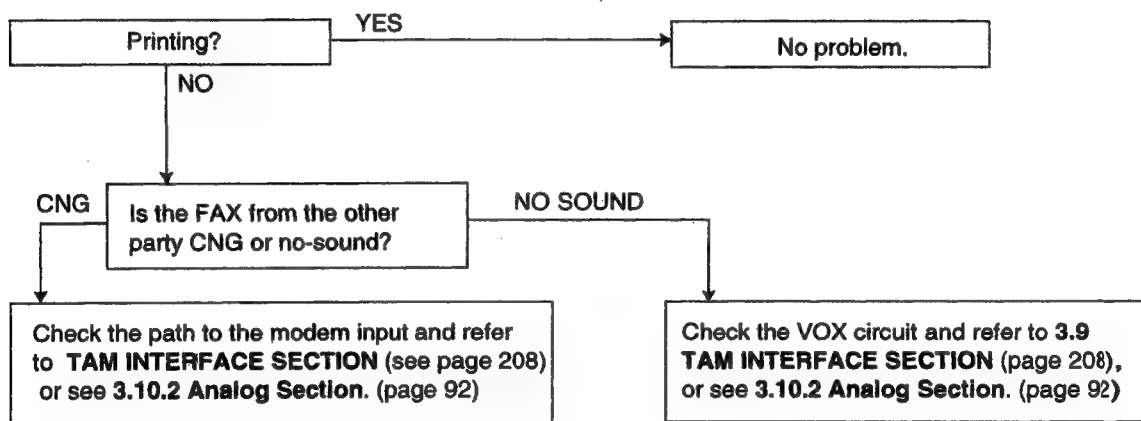 Printing?
YES
No problem.
NO
CNG
Is the FAX from the other
party CNG or no-sound?
NO SOUND
Check the path to the modem input and refer
to TAM INTERFACE SECTION (see page 208)
or see 3.10.2 Analog Section. (page 92)
Check the VOX circuit and refer to 3.9
TAM INTERFACE SECTION (page 208),
or see 3.10.2 Analog Section. (page 92)